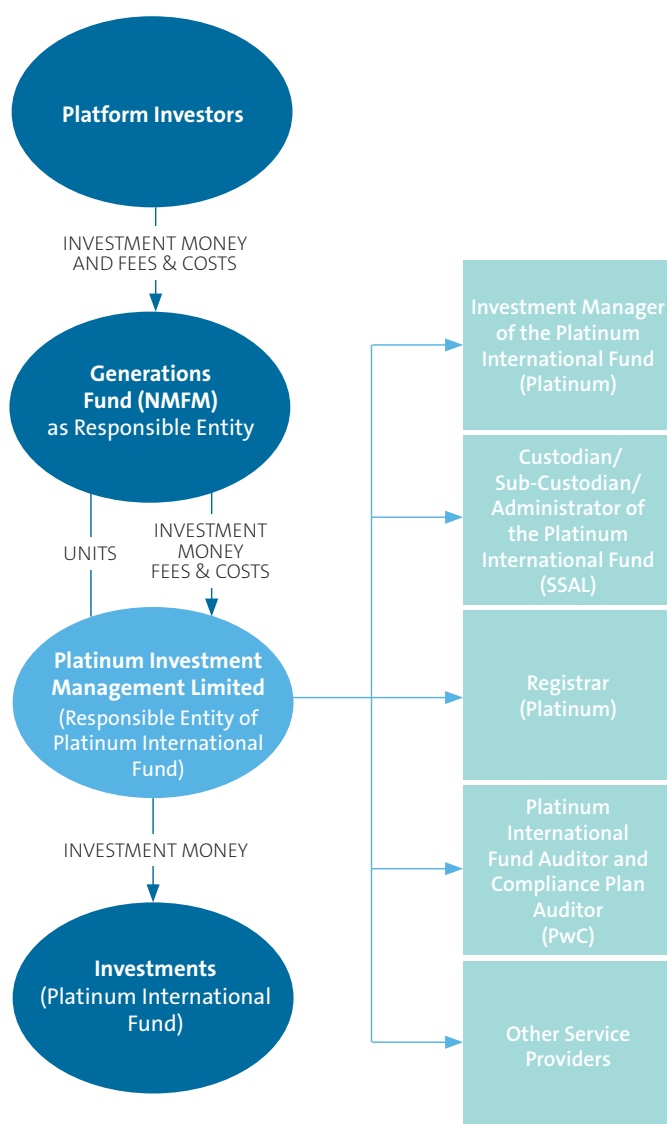 Platform Investors
INVESTMENT MONEY
AND FEES & COSTS
Generations
Fund (NMFM)
as Responsible Entity
UNITS
INVESTMENT
MONEY
FEES & COSTS
Platinum Investment
Management Limited
(Responsible Entity of
Platinum International
Fund)
INVESTMENT MONEY
Investments
(Platinum International
Fund)
Investment Manager
of the Platinum
International Fund
(Platinum)
Custodian/
Sub-Custodian/
Administrator of
the Platinum
International Fund
(SSAL)
Registrar
(Platinum)
Platinum
International
Fund Auditor and
Compliance Plan
Auditor
(PwC)
Other Service
Providers